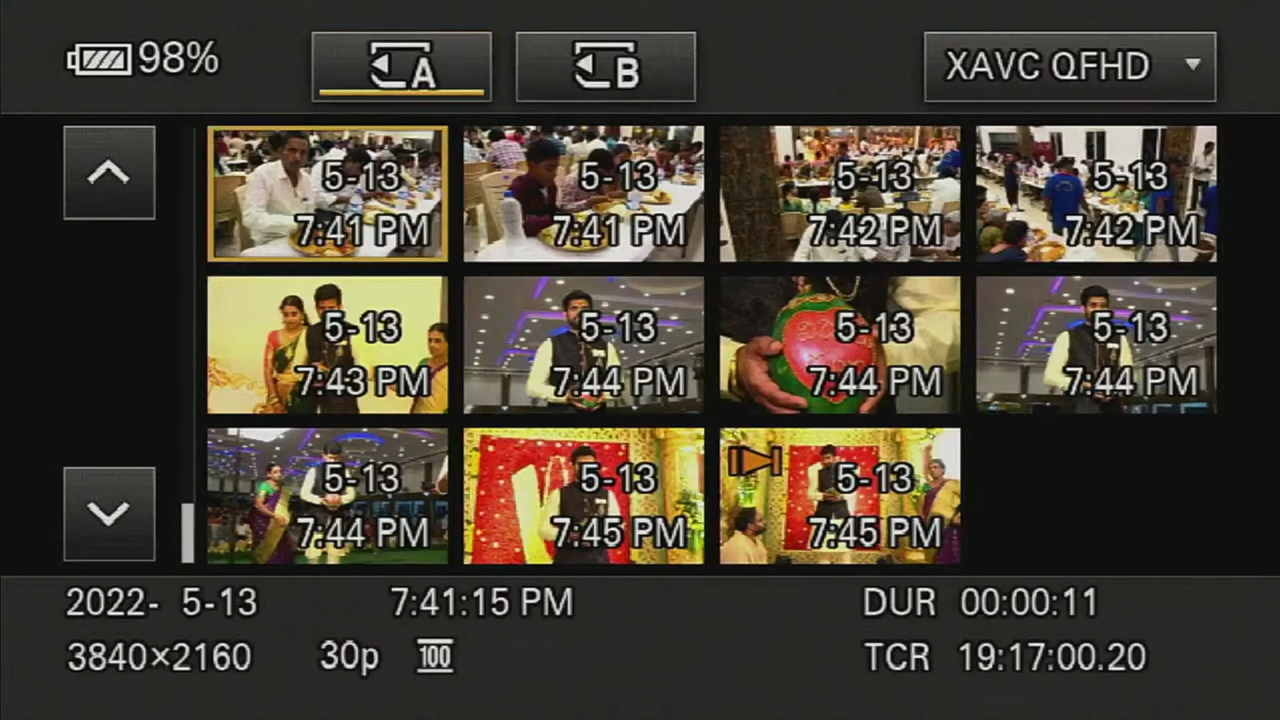 98%
A
B
XAVC QFHD
5-13
7:41 PM
5-13
7:41 PM
5-13
7:42 PM
5-13
7:42 PM
5-13
7:43 PM
5-13
7:44 PM
5-13
7:44 PM
5-13
7:44 PM
5-13
7:44 PM
5-13
7:45 PM
5-13
7:45 PM
2022- 5-13 7:41:15 PM DUR 00:00:11
3840×2160 30p 100 TCR 19:17:00.20